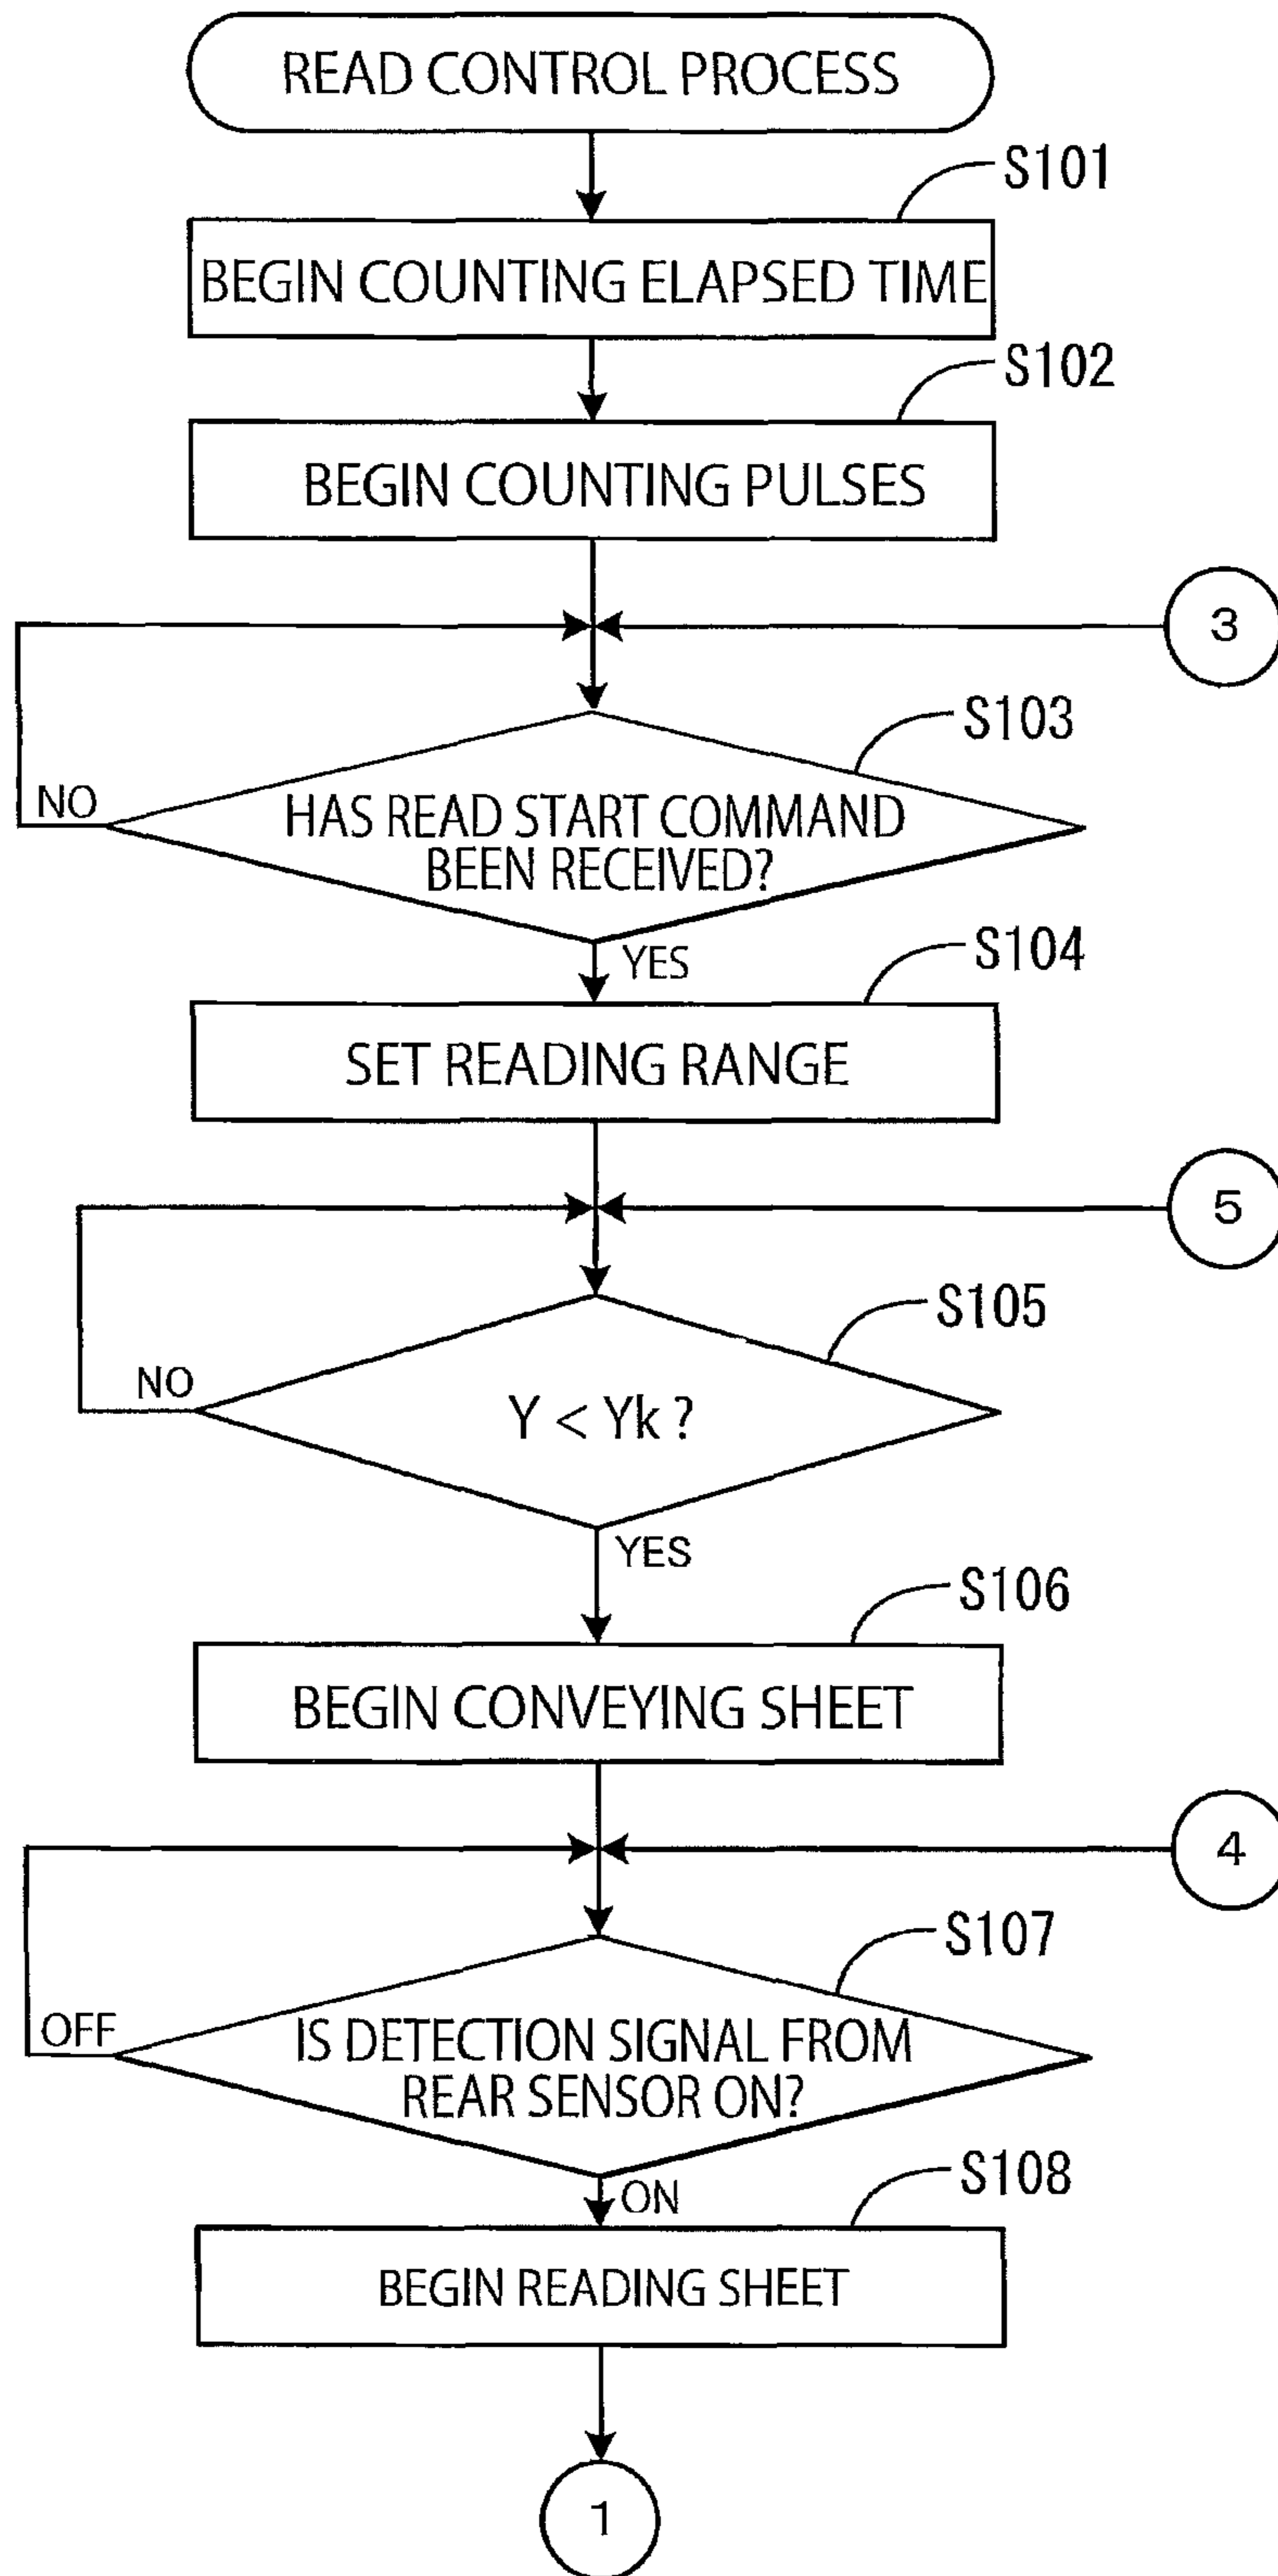 READ CONTROL PROCESS
S101
BEGIN COUNTING ELAPSED TIME
S102
BEGIN COUNTING PULSES
3
S103
NO
HAS READ START COMMAND
BEEN RECEIVED?
YES
S104
SET READING RANGE
5
S105
NO
Y < Yk ?
YES
S106
BEGIN CONVEYING SHEET
4
S107
OFF
IS DETECTION SIGNAL FROM
REAR SENSOR ON?
ON
S108
BEGIN READING SHEET
1